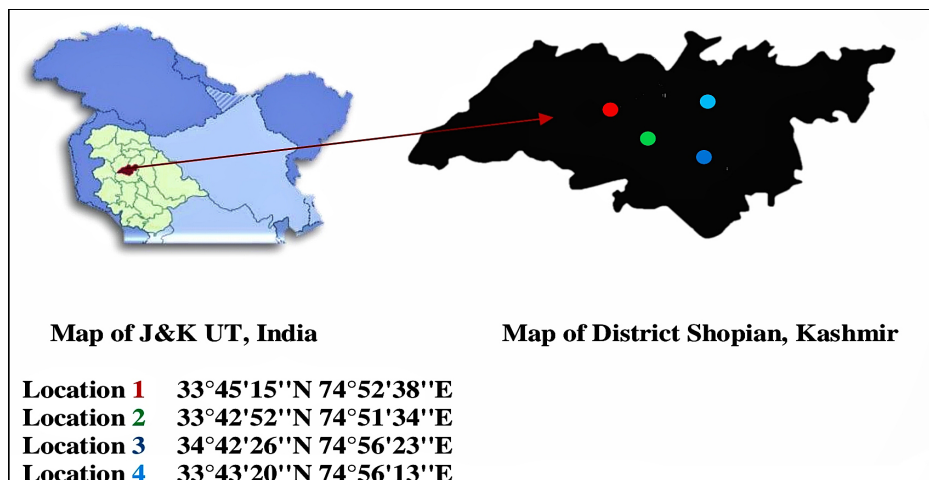 Map of J&K UT, India
Map of District Shopian, Kashmir
Location 1 33°45'15''N 74°52'38''E
Location 2 33°42'52''N 74°51'34''E
Location 3 34°42'26''N 74°56'23''E
Location 4 33°43'20''N 74°56'13''E